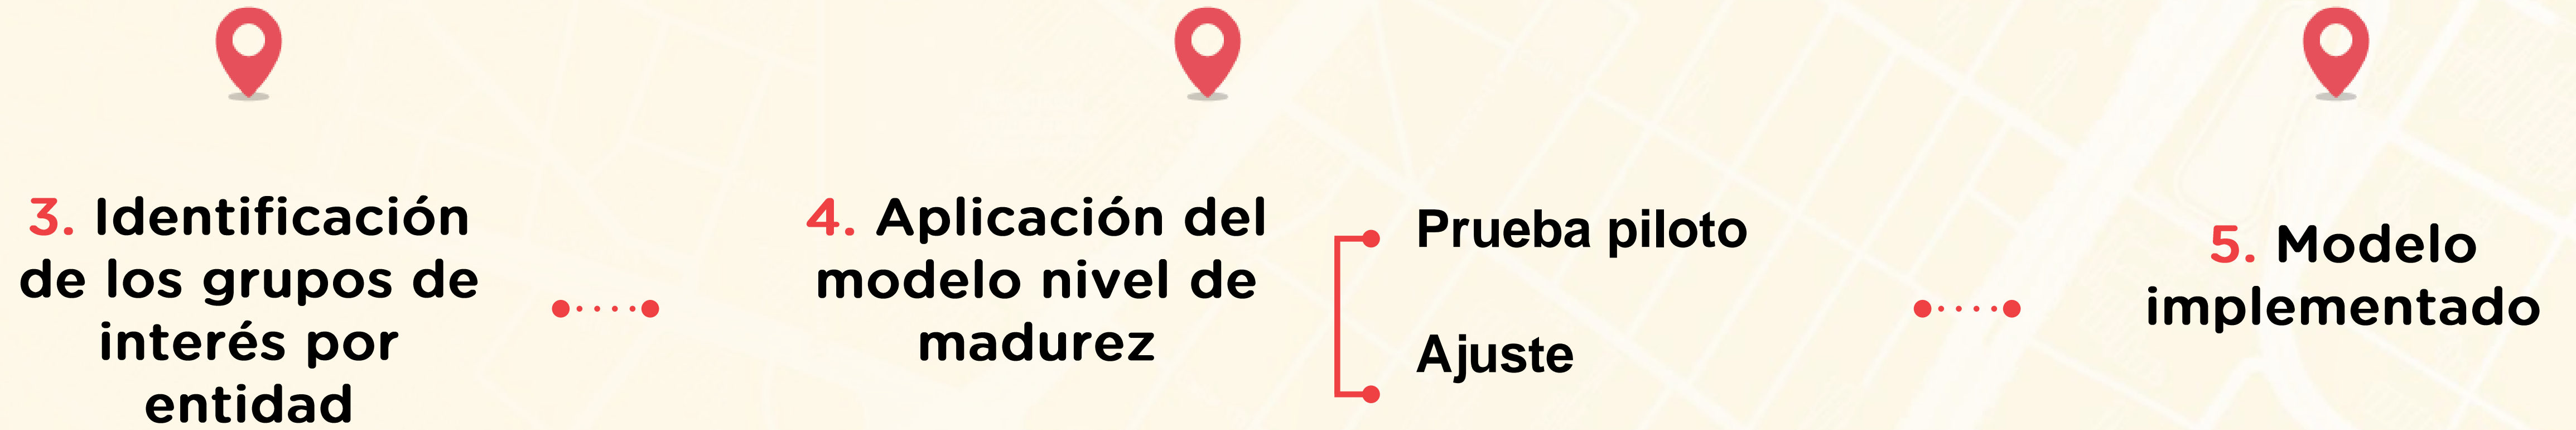 3. Identificación
de los grupos de
interés por
entidad
4. Aplicación del
modelo nivel de
madurez
Prueba piloto
Ajuste
5. Modelo
implementado